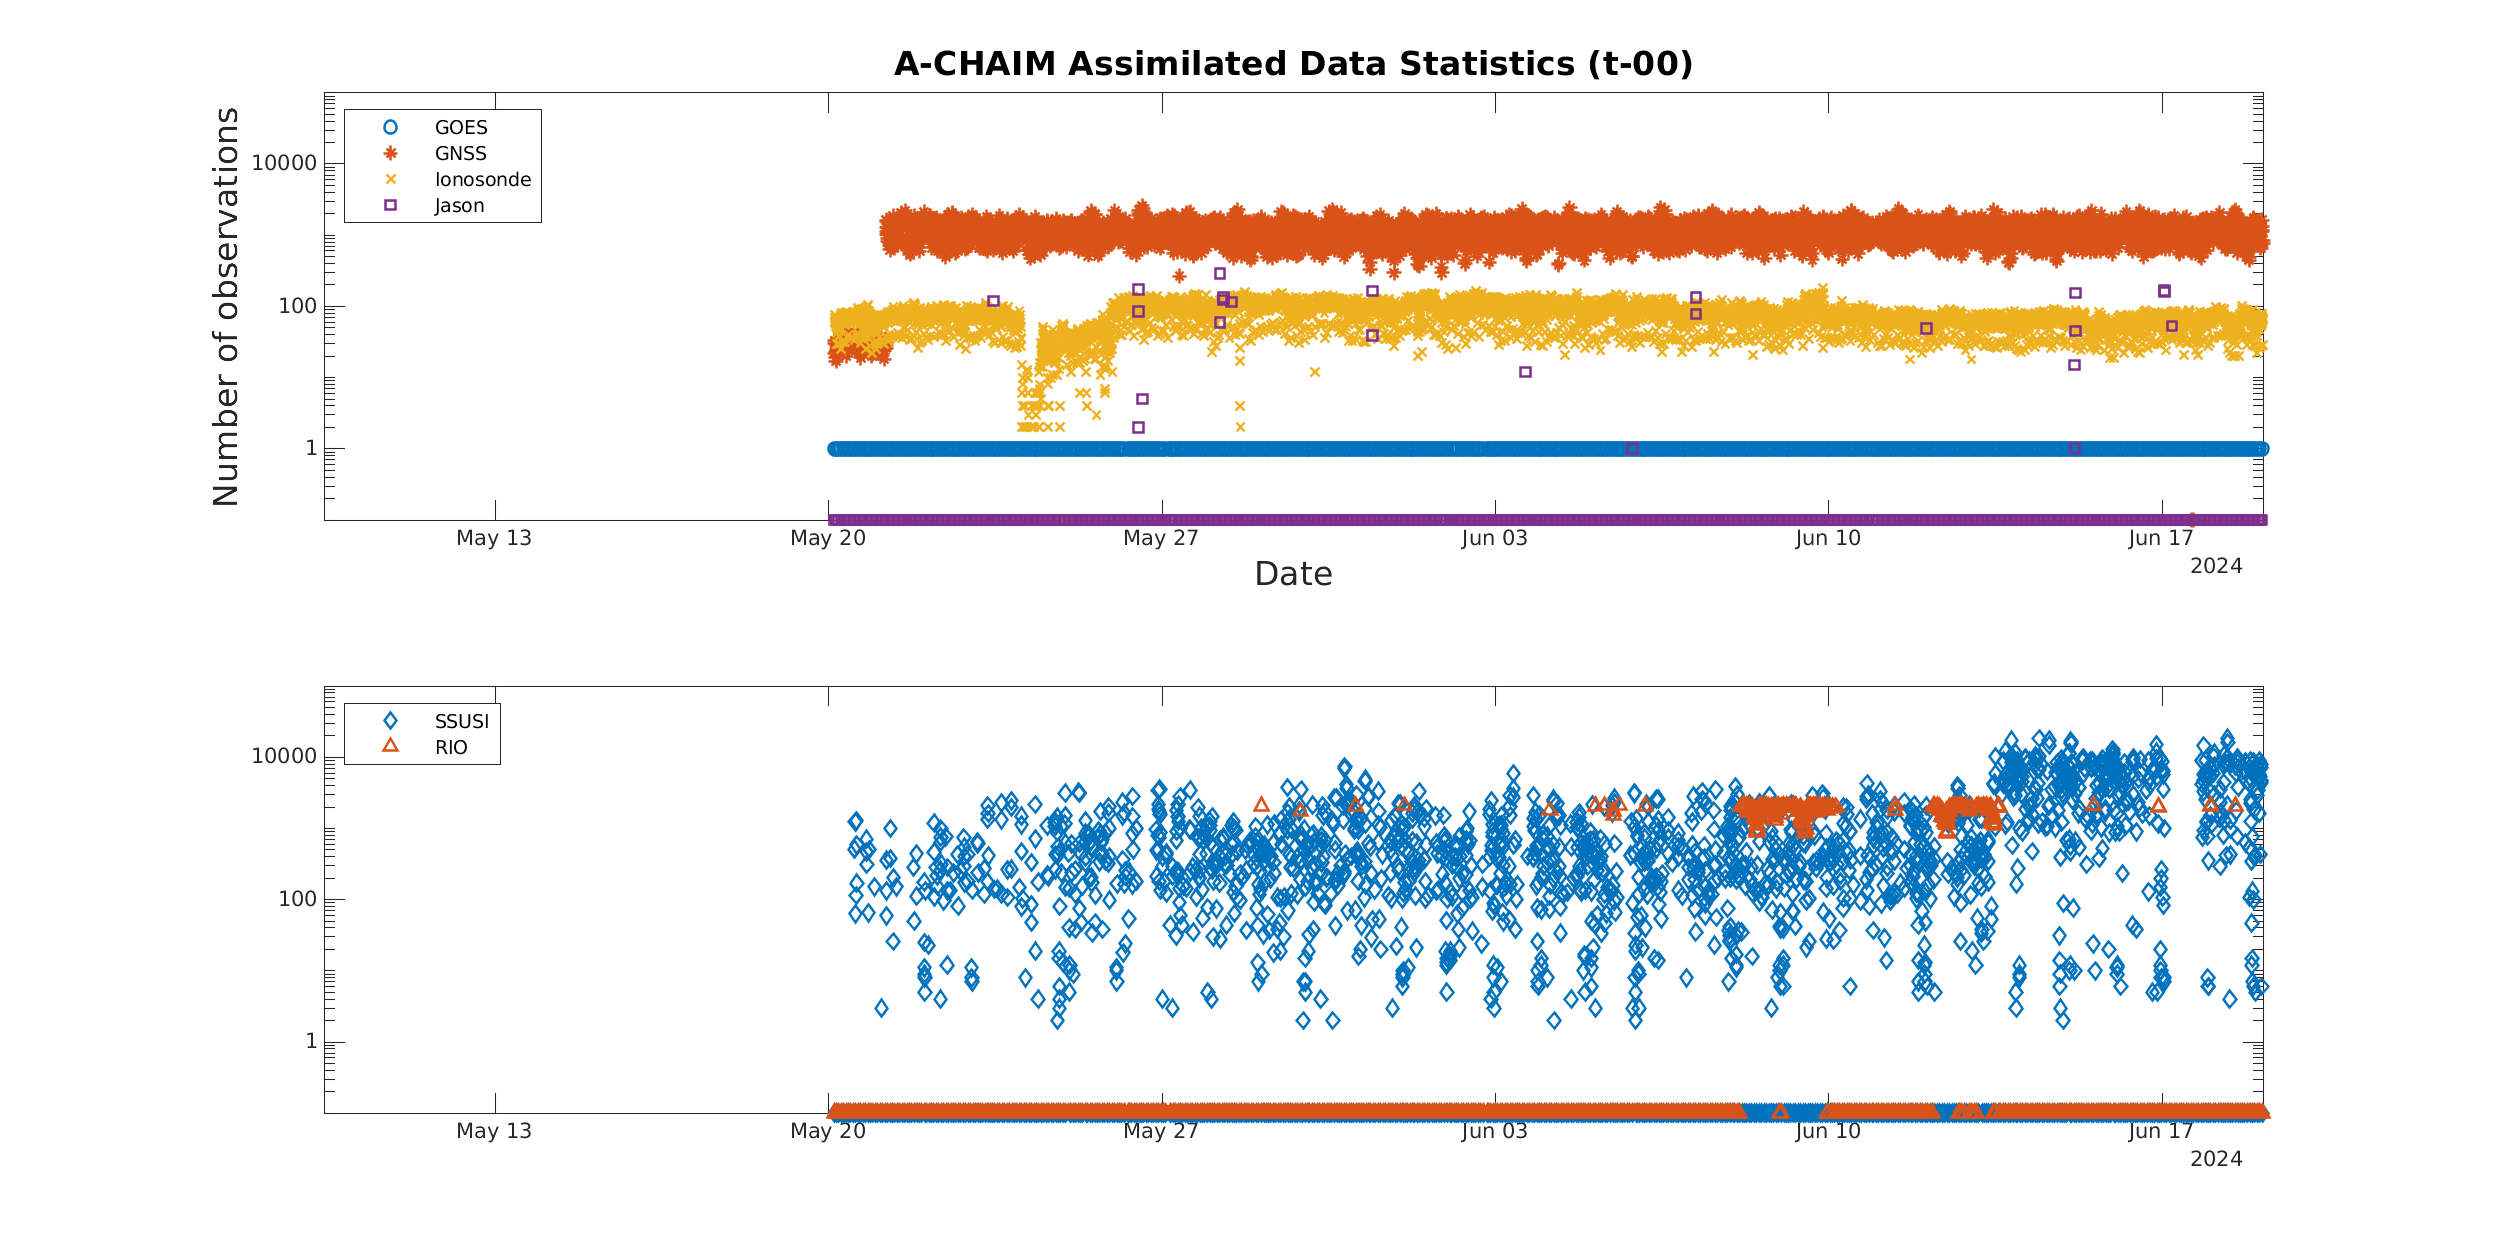 A-CHAIM Assimilated Data Statistics (t-00)
Number of observations
10000
100
1
GOES
GNSS
Ionosonde
Jason
May 13
May 20
May 27
Jun 03
Jun 10
Jun 17
2024
Date
10000
100
1
SSUSI
RIO
May 13
May 20
May 27
Jun 03
Jun 10
Jun 17
2024